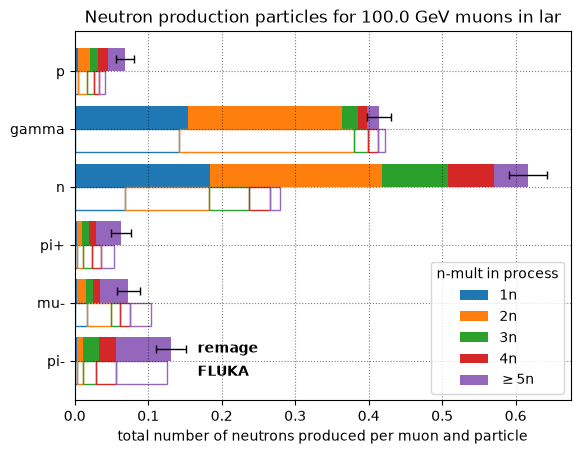 Neutron production particles for 100.0 GeV muons in lar
p
gamma
n
pi+
mu-
pi-
remage
FLUKA
n-mult in process
1n
2n
3n
4n
≥5n
0.0 0.1 0.2 0.3 0.4 0.5 0.6
total number of neutrons produced per muon and particle